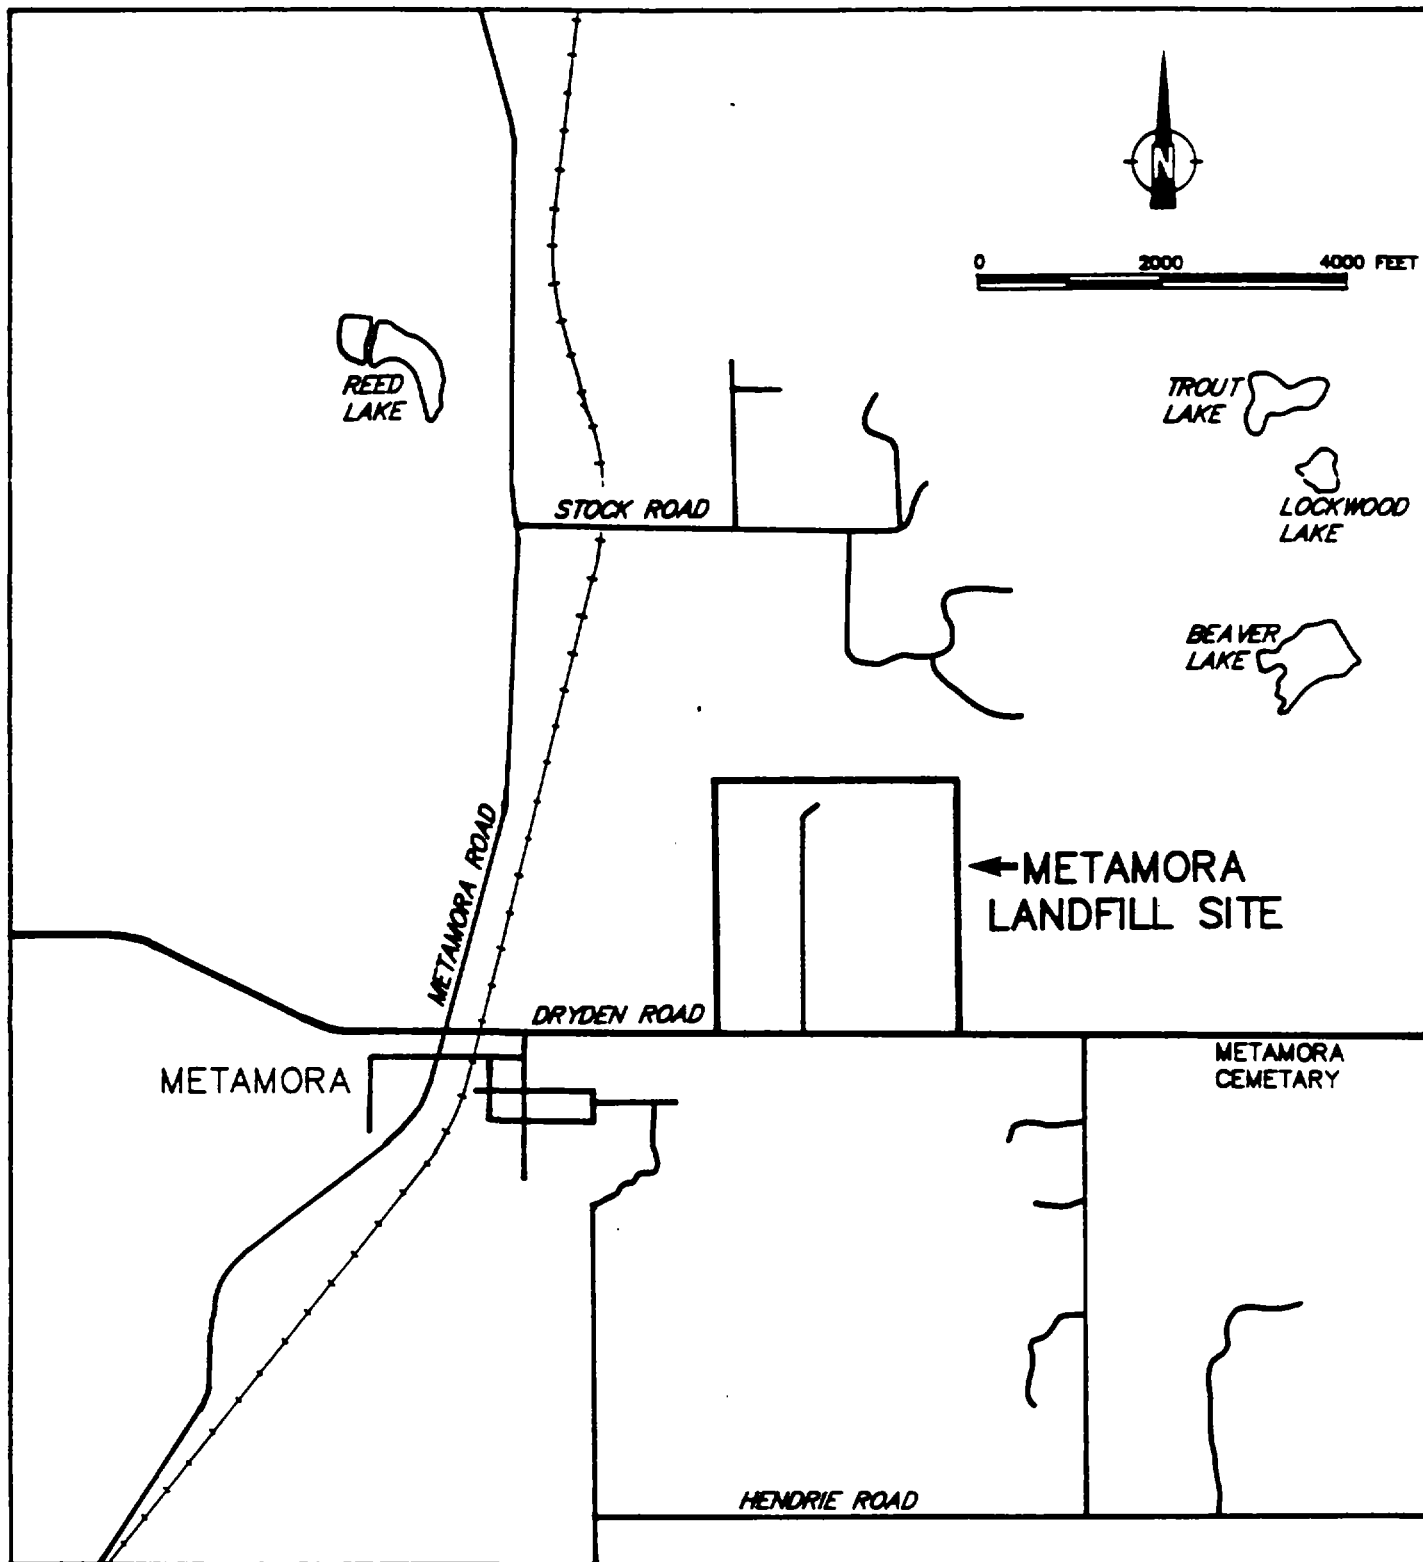 N
0 2000 4000 FEET
REED
LAKE
TROUT
LAKE
LOCKWOOD
LAKE
STOCK ROAD
BEAVER
LAKE
METAMORA ROAD
METAMORA
LANDFILL SITE
DRYDEN ROAD
METAMORA
METAMORA
CEMETARY
HENDRIE ROAD